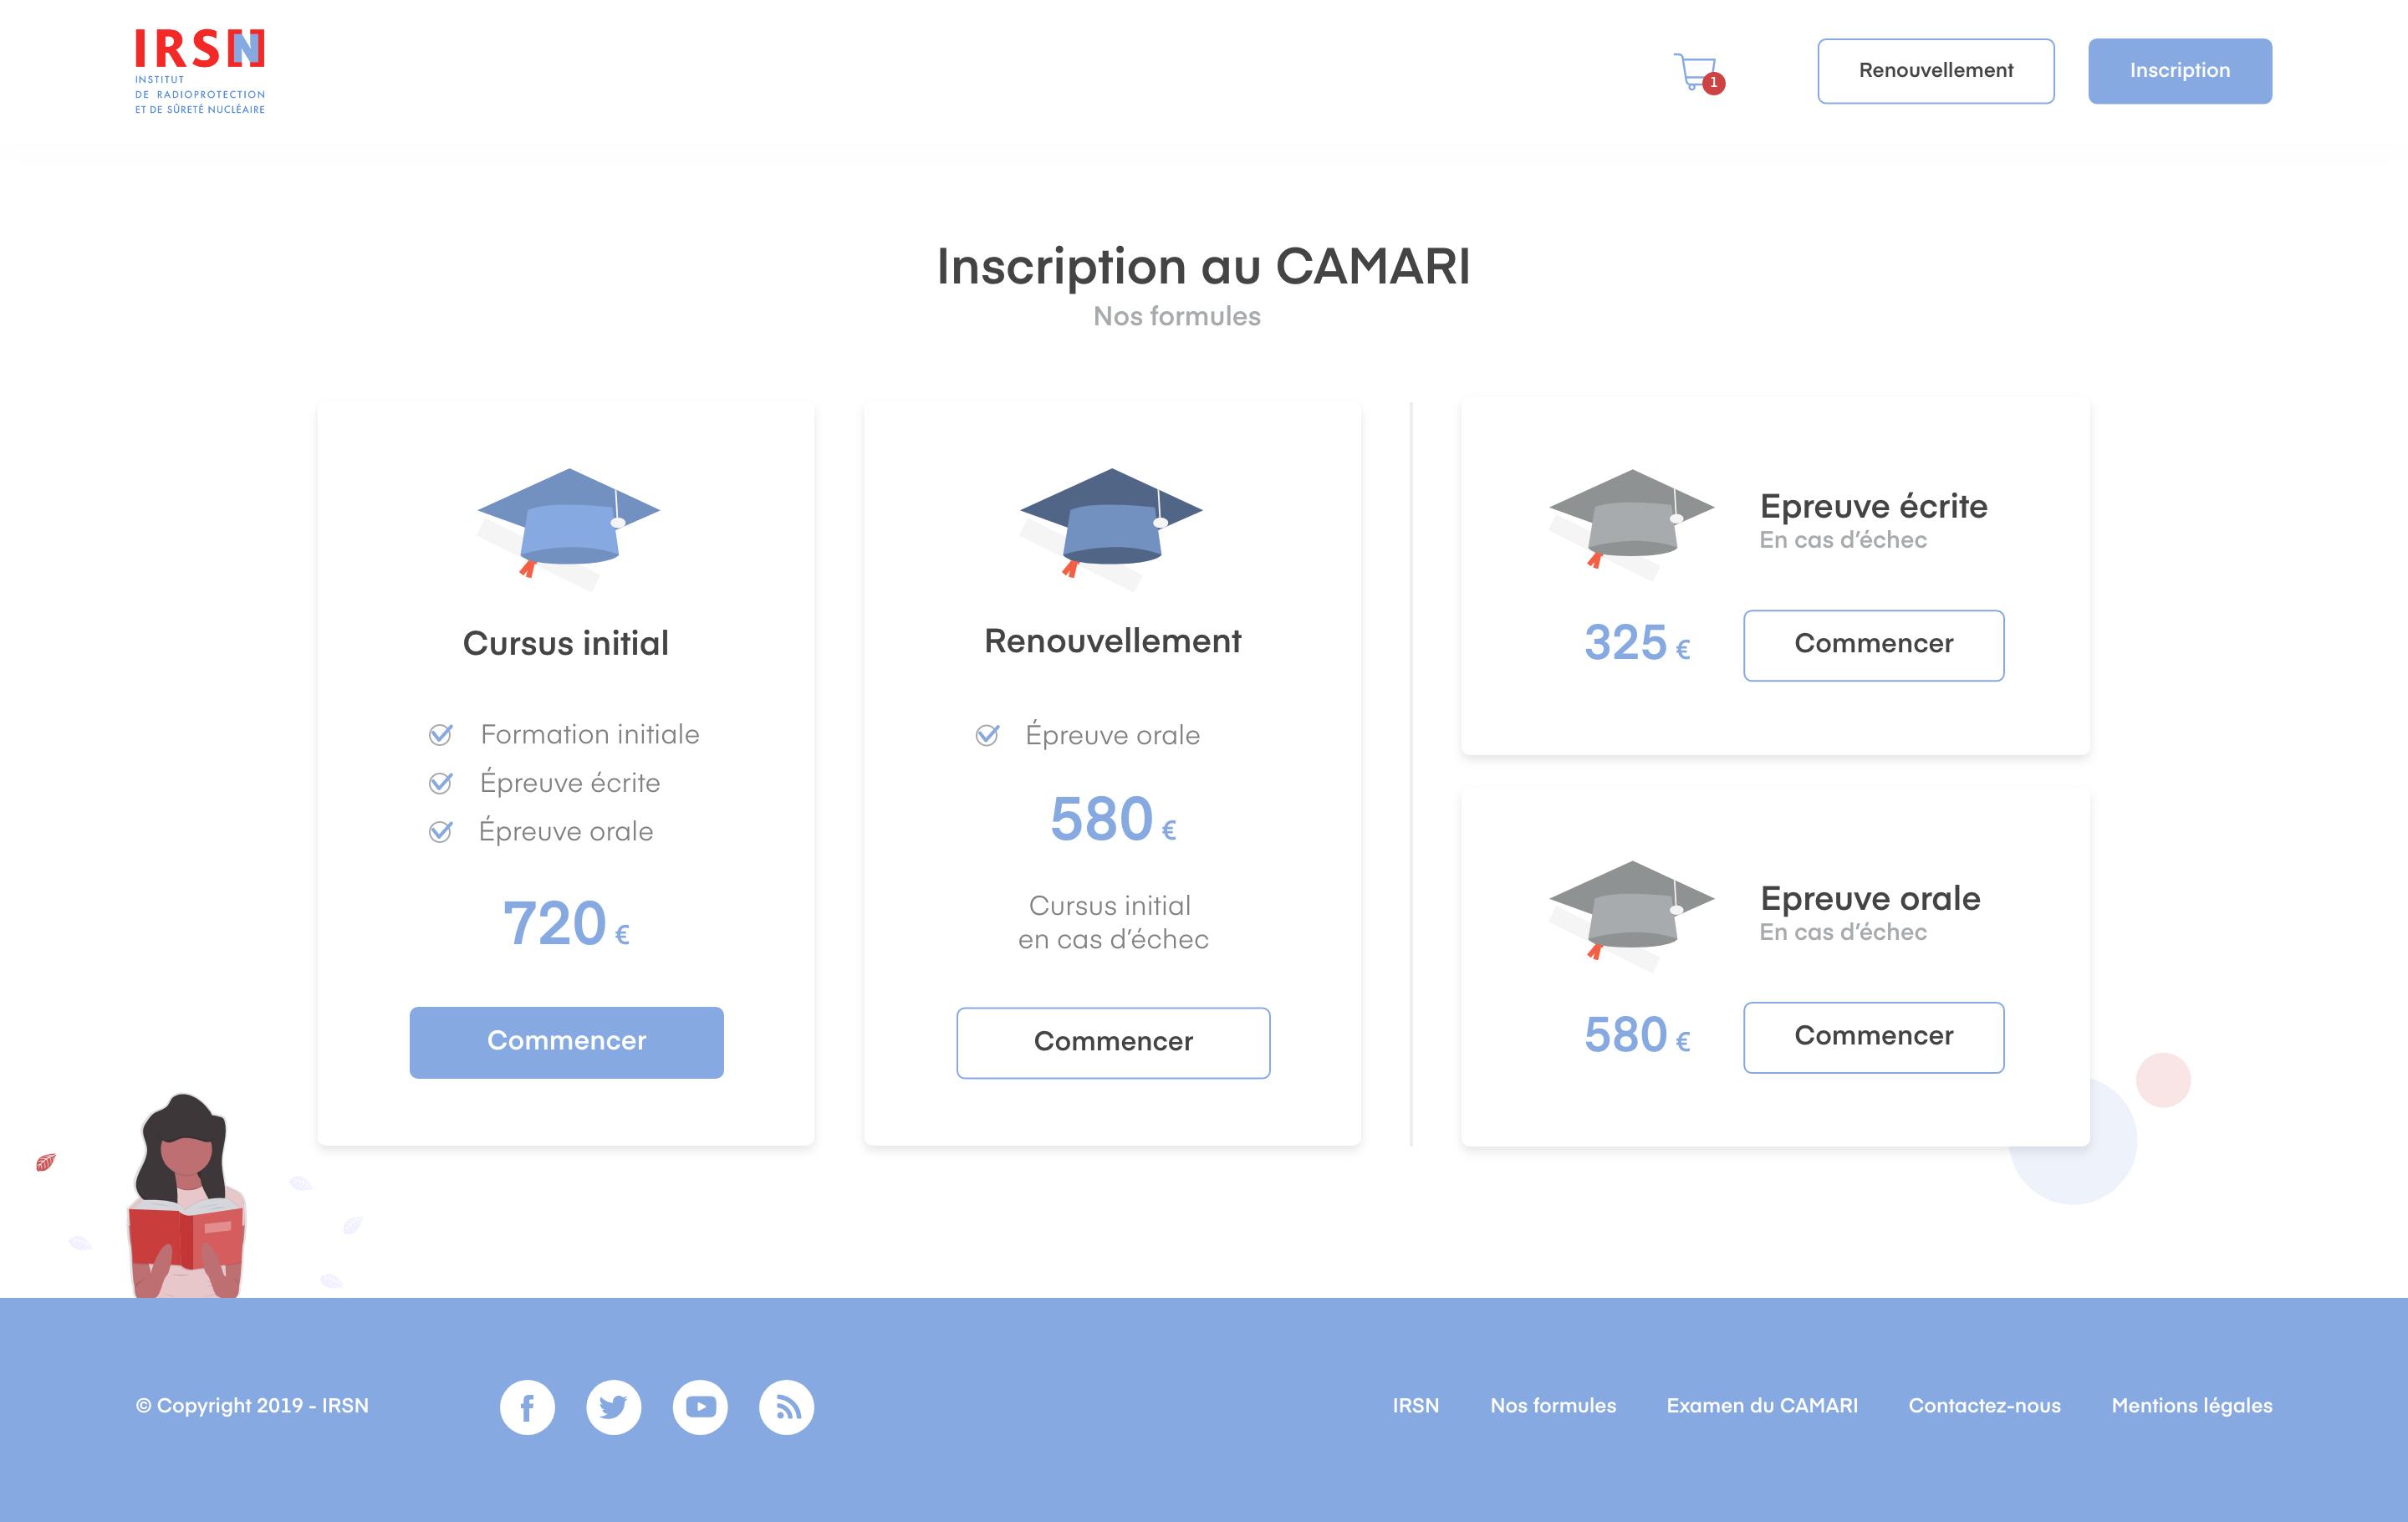 IRSN
INSTITUT
DE RADIOPROTECTION
ET DE SÛRETÉ NUCLÉAIRE
1
Renouvellement
Inscription
Inscription au CAMARI
Nos formules
Cursus initial
Formation initiale
Épreuve écrite
Épreuve orale
720 €
Commencer
Renouvellement
Épreuve orale
580 €
Cursus initial
en cas d'échec
Commencer
Epreuve écrite
En cas d'échec
325 €
Commencer
Epreuve orale
En cas d'échec
580 €
Commencer
© Copyright 2019 - IRSN
IRSN
Nos formules
Examen du CAMARI
Contactez-nous
Mentions légales